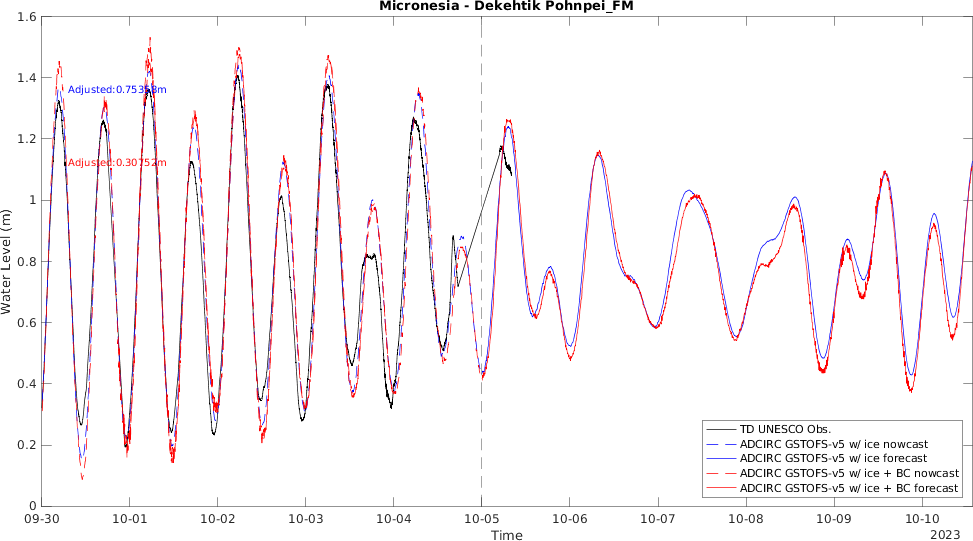 Micronesia - Dekehtik Pohnpei_FM
1.6
1.4
1.2
1
0.8
0.6
0.4
0.2
0
Water Level (m)
Adjusted:0.75358m
Adjusted:0.30752m
TD UNESCO Obs.
ADCIRC GSTOFS-v5 w/ ice nowcast
ADCIRC GSTOFS-v5 w/ ice forecast
ADCIRC GSTOFS-v5 w/ ice + BC nowcast
ADCIRC GSTOFS-v5 w/ ice + BC forecast
09-30 10-01 10-02 10-03 10-04 10-05 10-06 10-07 10-08 10-09 10-10
Time
2023